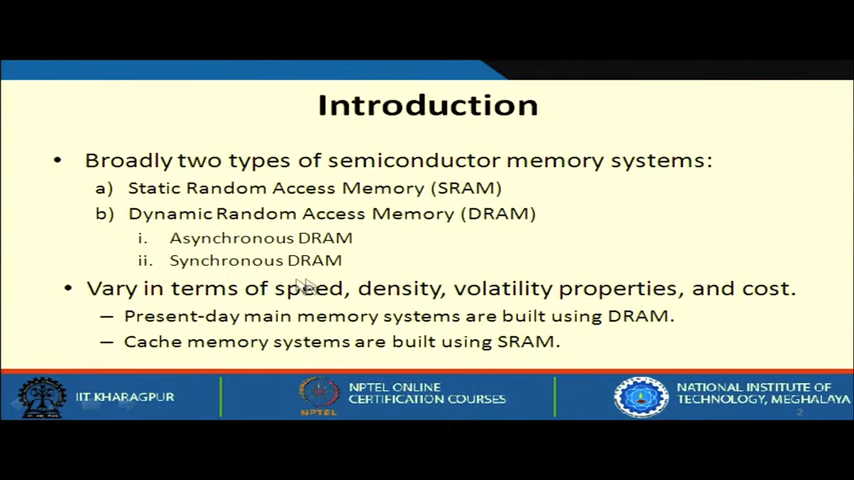 Introduction
• Broadly two types of semiconductor memory systems:
a) Static Random Access Memory (SRAM)
b) Dynamic Random Access Memory (DRAM)
i. Asynchronous DRAM
ii. Synchronous DRAM
• Vary in terms of speed, density, volatility properties, and cost.
– Present-day main memory systems are built using DRAM.
– Cache memory systems are built using SRAM.
IIT KHARAGPUR
NPTEL
NPTEL ONLINE
CERTIFICATION COURSES
NATIONAL INSTITUTE OF
TECHNOLOGY, MEGHALAYA
2